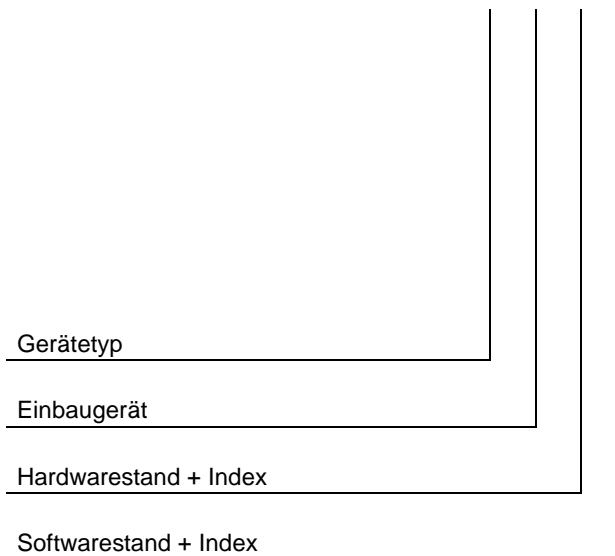 Gerätetyp
Einbaugerät
Hardwarestand + Index
Softwarestand + Index